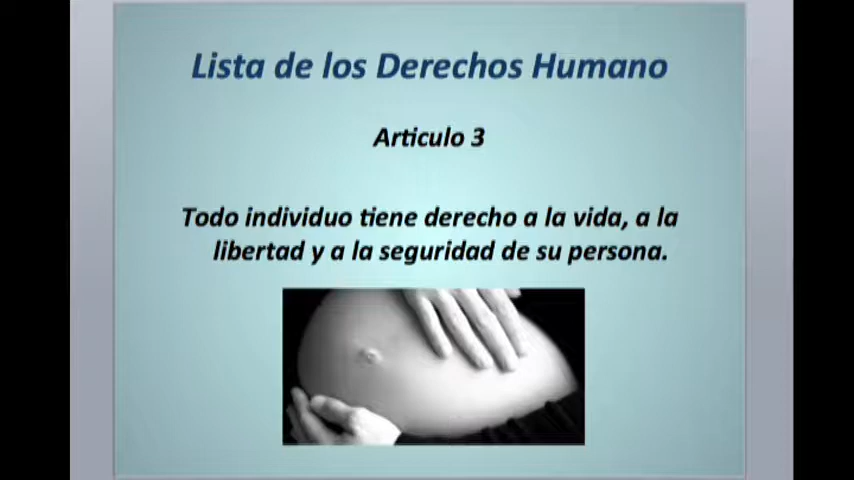 Lista de los Derechos Humano
Articulo 3
Todo individuo tiene derecho a la vida, a la
libertad y a la seguridad de su persona.